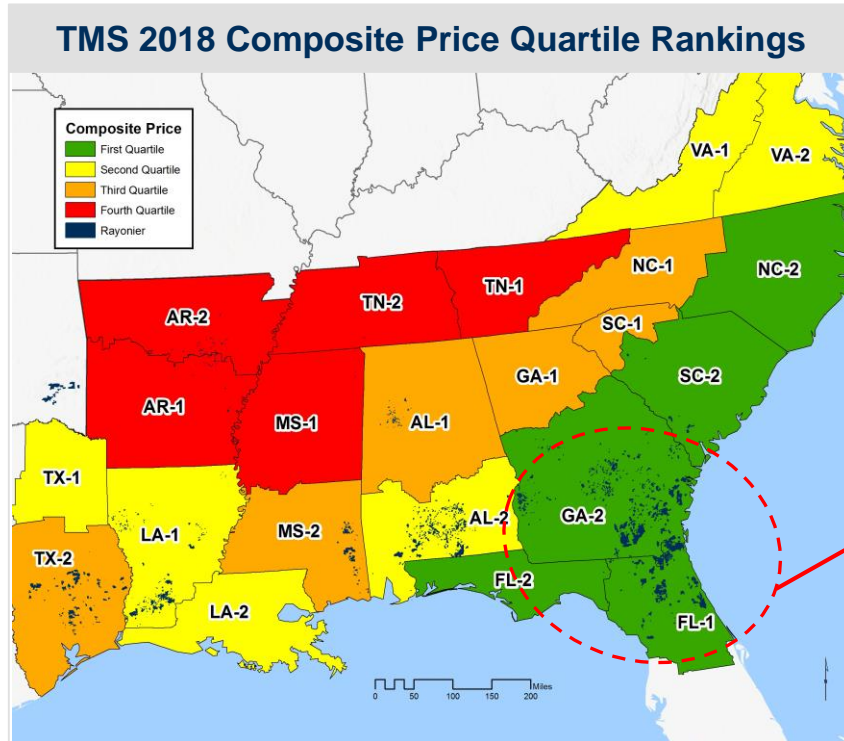 TMS 2018 Composite Price Quartile Rankings
Composite Price
First Quartile
Second Quartile
Third Quartile
Fourth Quartile
Rayonier
VA-1
VA-2
NC-1
NC-2
TN-1
TN-2
AR-2
SC-1
SC-2
GA-1
AR-1
MS-1
AL-1
TX-1
LA-1
MS-2
AL-2
GA-2
TX-2
LA-2
FL-2
FL-1
Miles
0 25 50 100 150 200